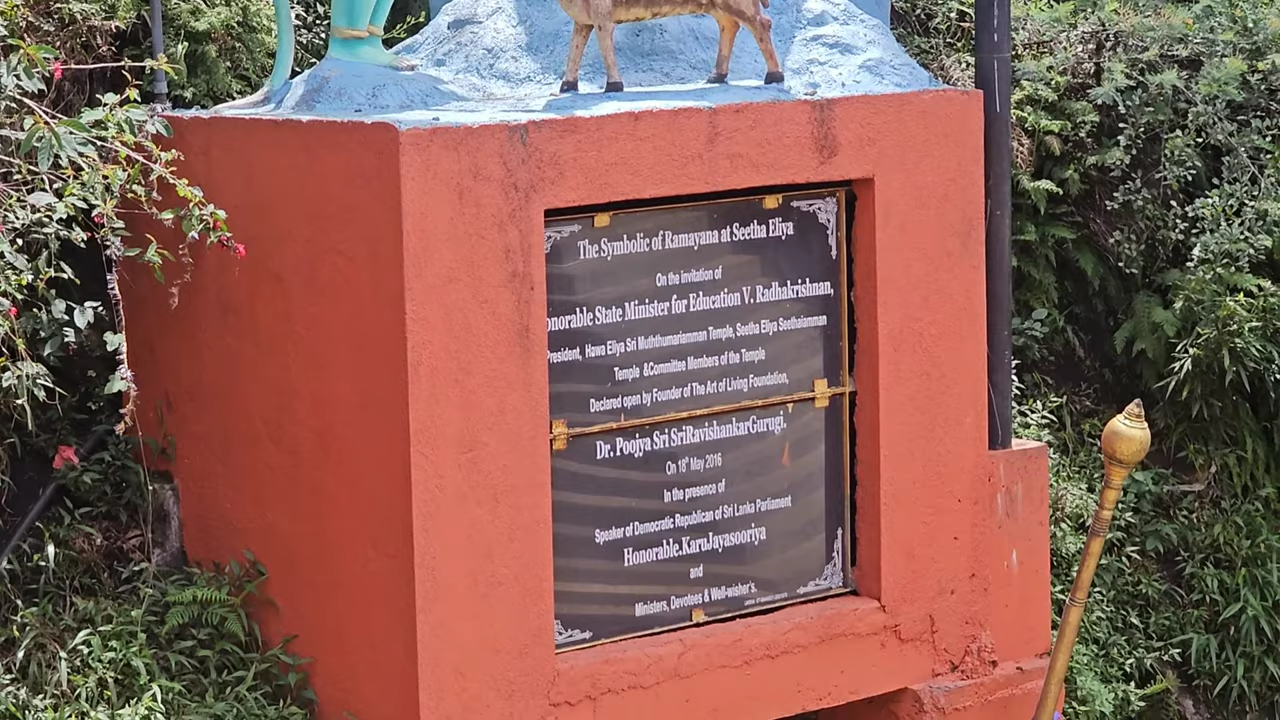 The Symbolic of Ramayana at Seetha Eliya
On the invitation of
onorable State Minister for Education V. Radhakrishnan,
President, Hawa Eliya Sri Muththumariamman Temple, Seetha Eliya Seethaiamman
Temple &Committee Members of the Temple
Declared open by Founder of The Art of Living Foundation,
Dr. Poojya Sri SriRavishankarGurugi.
On 18th May 2016
In the presence of
Speaker of Democratic Republican of Sri Lanka Parliament
Honorable.KaruJayasooriya
and
Ministers, Devotees & Well-wisher's.